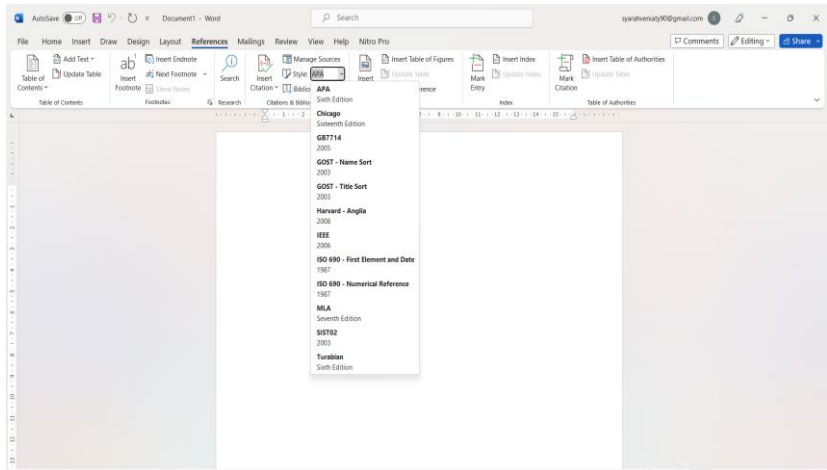 AutoSave Off Document1 - Word Search syarahveniaty90@gmail.com
File Home Insert Draw Design Layout References Mailings Review View Help Nitro Pro Comments Editing Share
Table of Contents
Add Text
Update Table
Table of Contents
Insert Footnote
ab
Insert Endnote
Next Footnote
Show Notes
Footnotes
Search
Research
Insert Citation
Manage Sources
Style: APA
Citations & Biblio
Insert
Insert Table of Figures
Update Table
Mark Entry
Insert Index
Update Index
Index
Mark Citation
Insert Table of Authorities
Update Table
Table of Authorities
APA
Sixth Edition
Chicago
Sixteenth Edition
GB7714
2005
GOST - Name Sort
2003
GOST - Title Sort
2003
Harvard - Anglia
2008
IEEE
2006
ISO 690 - First Element and Date
1987
ISO 690 - Numerical Reference
1987
MLA
Seventh Edition
SIST02
2003
Turabian
Sixth Edition